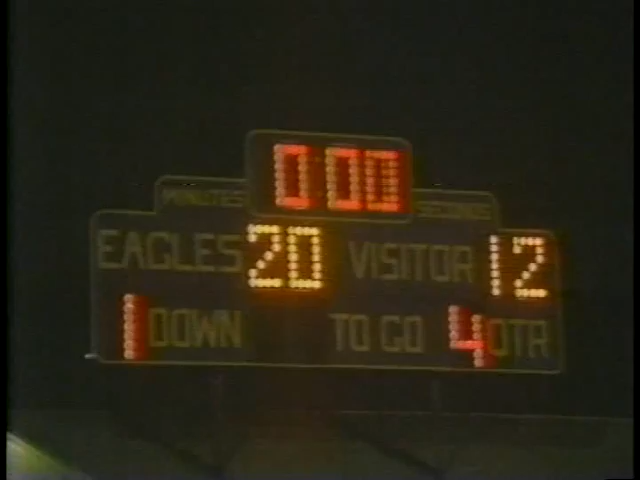 0:00
MINUTES SECONDS
EAGLES 20 VISITOR 12
1 DOWN TO GO 4 QTR